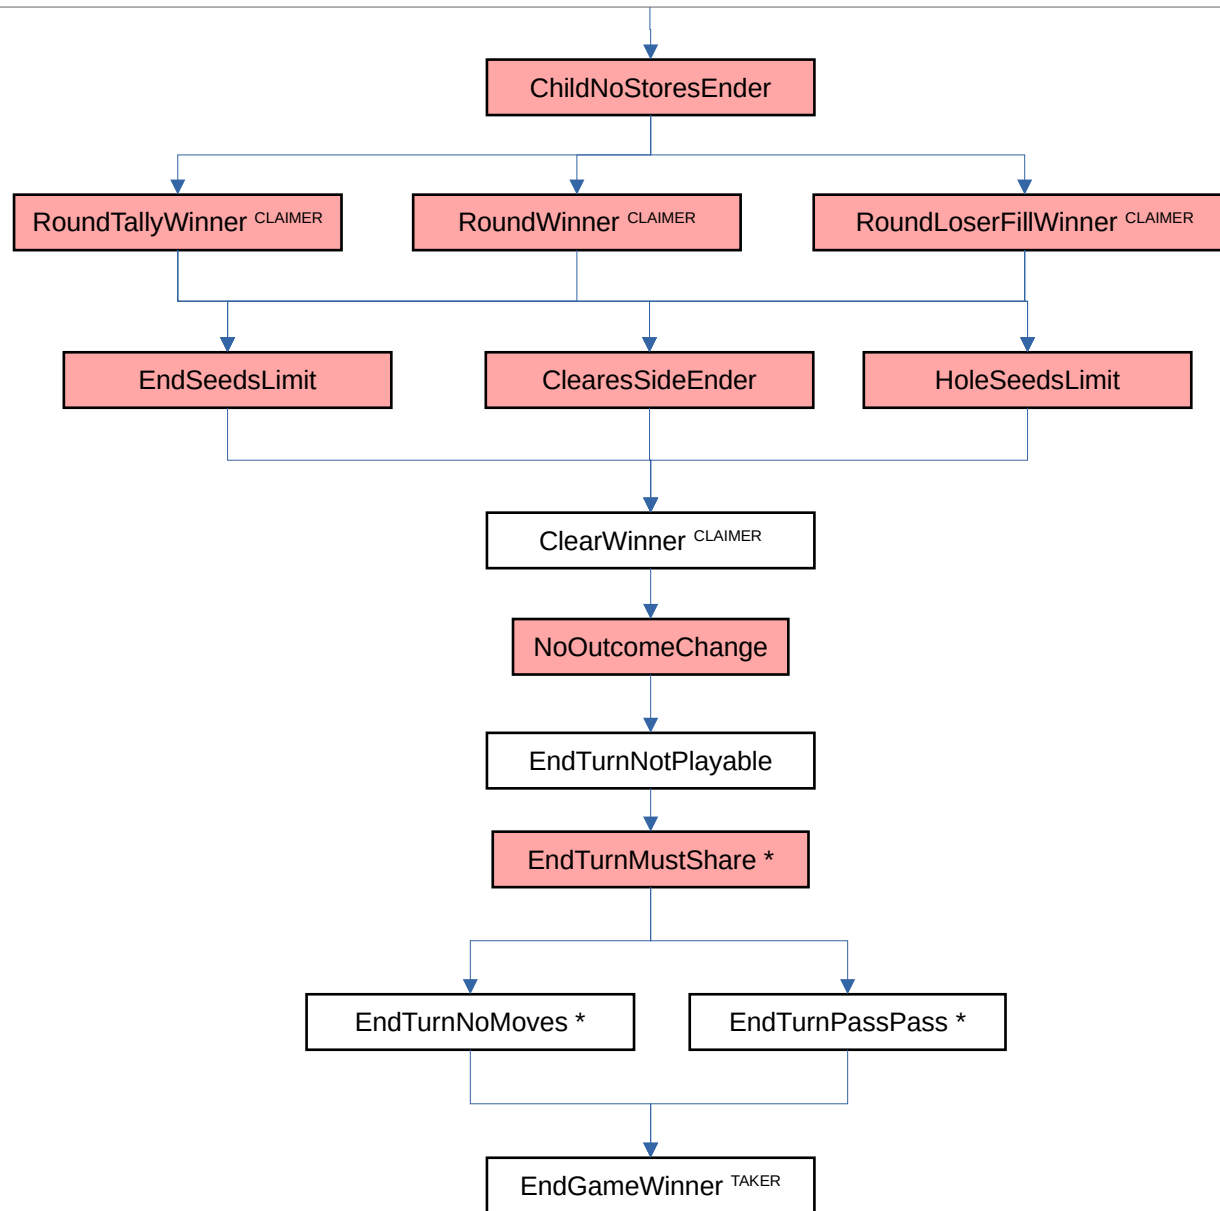 ChildNoStoresEnder
RoundTallyWinner CLAIMER
RoundWinner CLAIMER
RoundLoserFillWinner CLAIMER
EndSeedsLimit
ClearesSideEnder
HoleSeedsLimit
ClearWinner CLAIMER
NoOutcomeChange
EndTurnNotPlayable
EndTurnMustShare *
EndTurnNoMoves *
EndTurnPassPass *
EndGameWinner TAKER